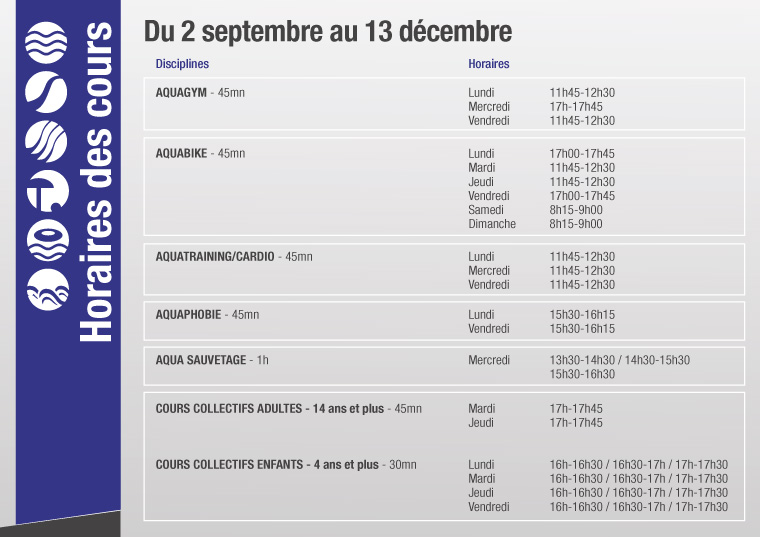 Horaires des cours
Du 2 septembre au 13 décembre
Disciplines Horaires
AQUAGYM - 45mn Lundi 11h45-12h30
Mercredi 17h-17h45
Vendredi 11h45-12h30
AQUABIKE - 45mn Lundi 17h00-17h45
Mardi 11h45-12h30
Jeudi 11h45-12h30
Vendredi 17h00-17h45
Samedi 8h15-9h00
Dimanche 8h15-9h00
AQUATRAINING/CARDIO - 45mn Lundi 11h45-12h30
Mercredi 11h45-12h30
Vendredi 11h45-12h30
AQUAPHOBIE - 45mn Lundi 15h30-16h15
Vendredi 15h30-16h15
AQUA SAUVETAGE - 1h Mercredi 13h30-14h30 / 14h30-15h30
15h30-16h30
COURS COLLECTIFS ADULTES - 14 ans et plus - 45mn Mardi 17h-17h45
Jeudi 17h-17h45
COURS COLLECTIFS ENFANTS - 4 ans et plus - 30mn Lundi 16h-16h30 / 16h30-17h / 17h-17h30
Mardi 16h-16h30 / 16h30-17h / 17h-17h30
Jeudi 16h-16h30 / 16h30-17h / 17h-17h30
Vendredi 16h-16h30 / 16h30-17h / 17h-17h30